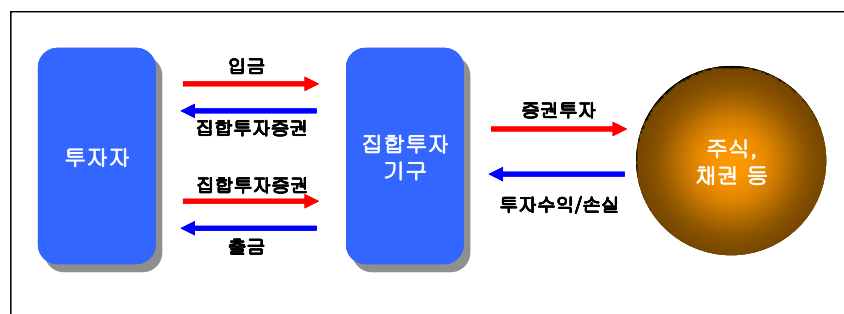 투자자
입금
집합투자증권
집합투자증권
출금
집합투자
기구
증권투자
투자수익/손실
주식,
채권 등